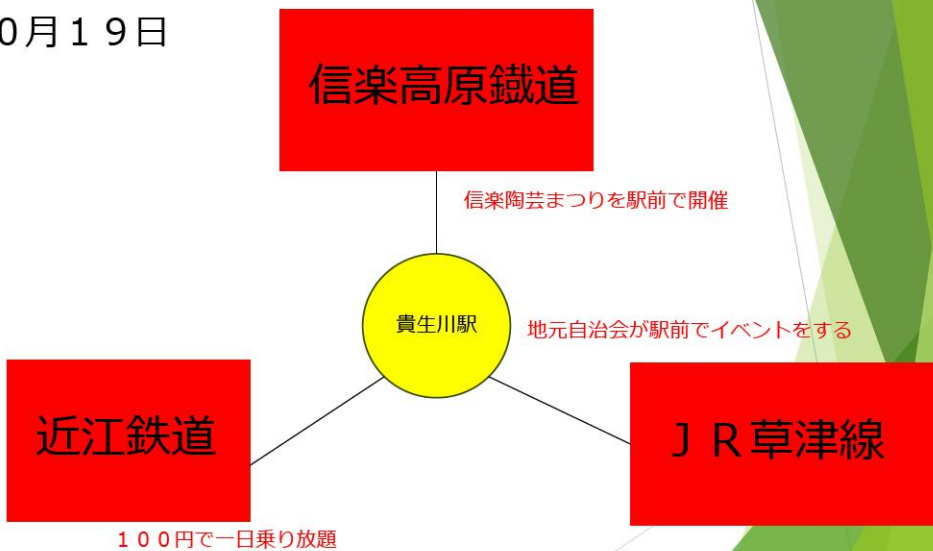 0月１９日
信楽高原鐵道
信楽陶芸まつりを駅前で開催
貴生川駅
地元自治会が駅前でイベントをする
近江鉄道
ＪＲ草津線
１００円で一日乗り放題